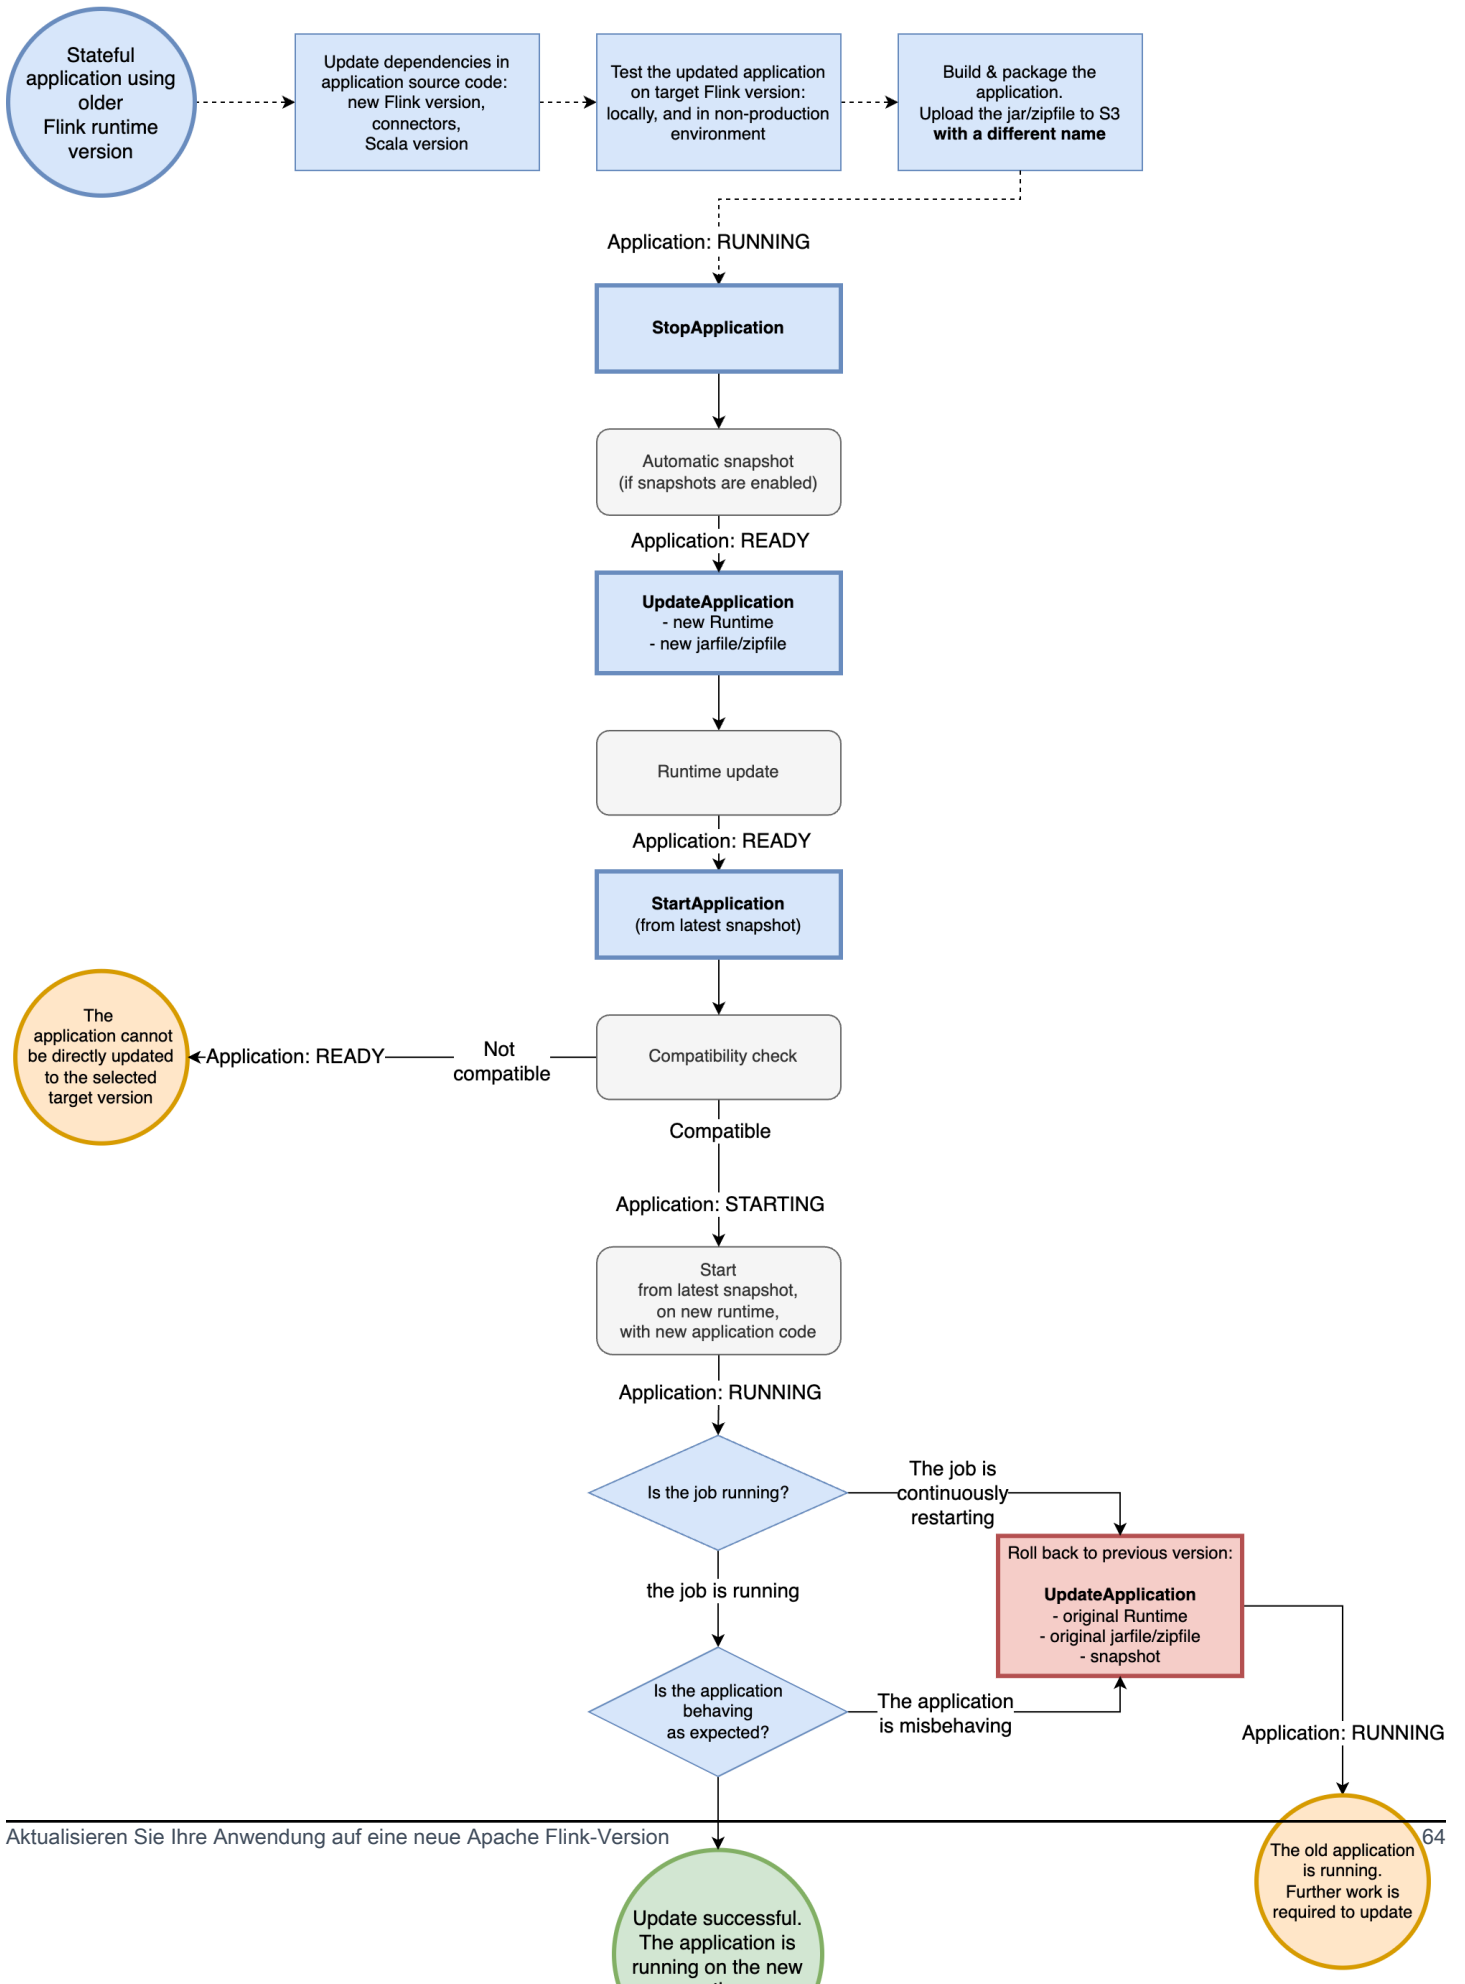 Stateful
application using
older
Flink runtime
version
Update dependencies in
application source code:
new Flink version,
connectors,
Scala version
Test the updated application
on target Flink version:
locally, and in non-production
environment
Build & package the
application.
Upload the jar/zipfile to S3
with a different name
Application: RUNNING
StopApplication
Automatic snapshot
(if snapshots are enabled)
Application: READY
UpdateApplication
- new Runtime
- new jarfile/zipfile
Runtime update
Application: READY
StartApplication
(from latest snapshot)
Compatibility check
Not
compatible
Application: READY
The
application cannot
be directly updated
to the selected
target version
Compatible
Application: STARTING
Start
from latest snapshot,
on new runtime,
with new application code
Application: RUNNING
Is the job running?
The job is
continuously
restarting
Roll back to previous version:
UpdateApplication
- original Runtime
- original jarfile/zipfile
- snapshot
the job is running
Is the application
behaving
as expected?
The application
is misbehaving
Application: RUNNING
Aktualisieren Sie Ihre Anwendung auf eine neue Apache Flink-Version
64
The old application
is running.
Further work is
required to update
Update successful.
The application is
running on the new